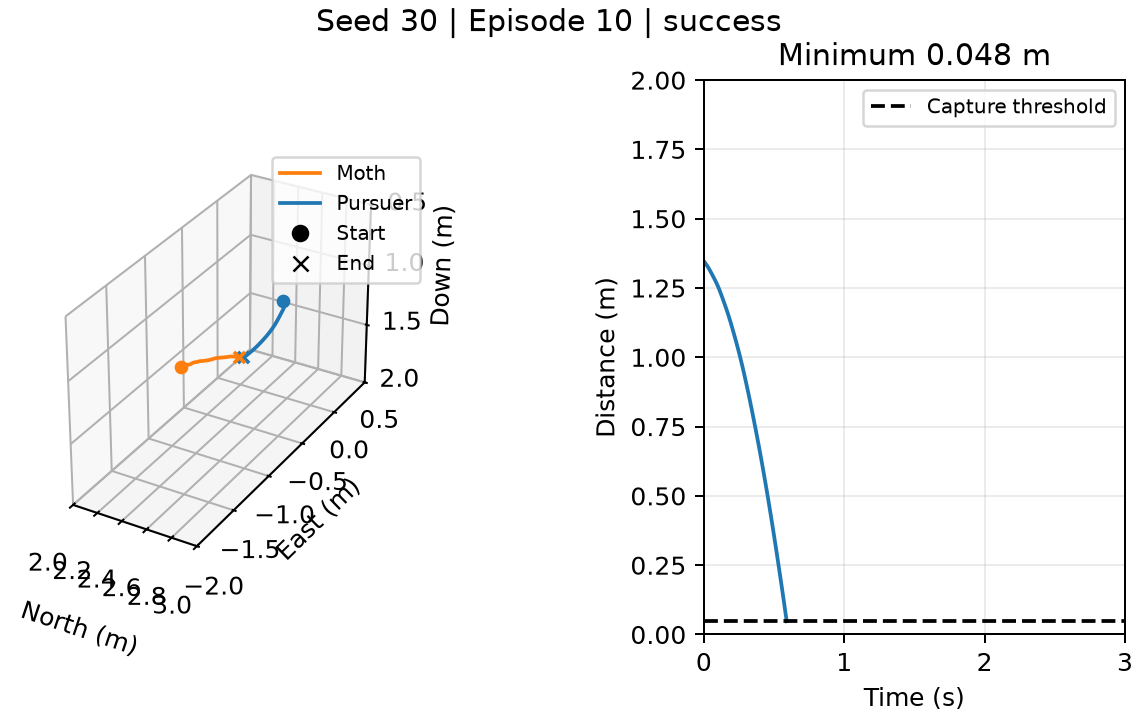 Seed 30 | Episode 10 | success
Minimum 0.048 m
Moth
Pursuer
Start
End
0.5
1.0
1.5
2.0
Down (m)
0.5
0.0
−0.5
−1.0
−1.5
−2.0
East (m)
2.0
2.2
2.4
2.6
2.8
3.0
North (m)
Capture threshold
2.00
1.75
1.50
1.25
1.00
0.75
0.50
0.25
0.00
Distance (m)
0
1
2
3
Time (s)